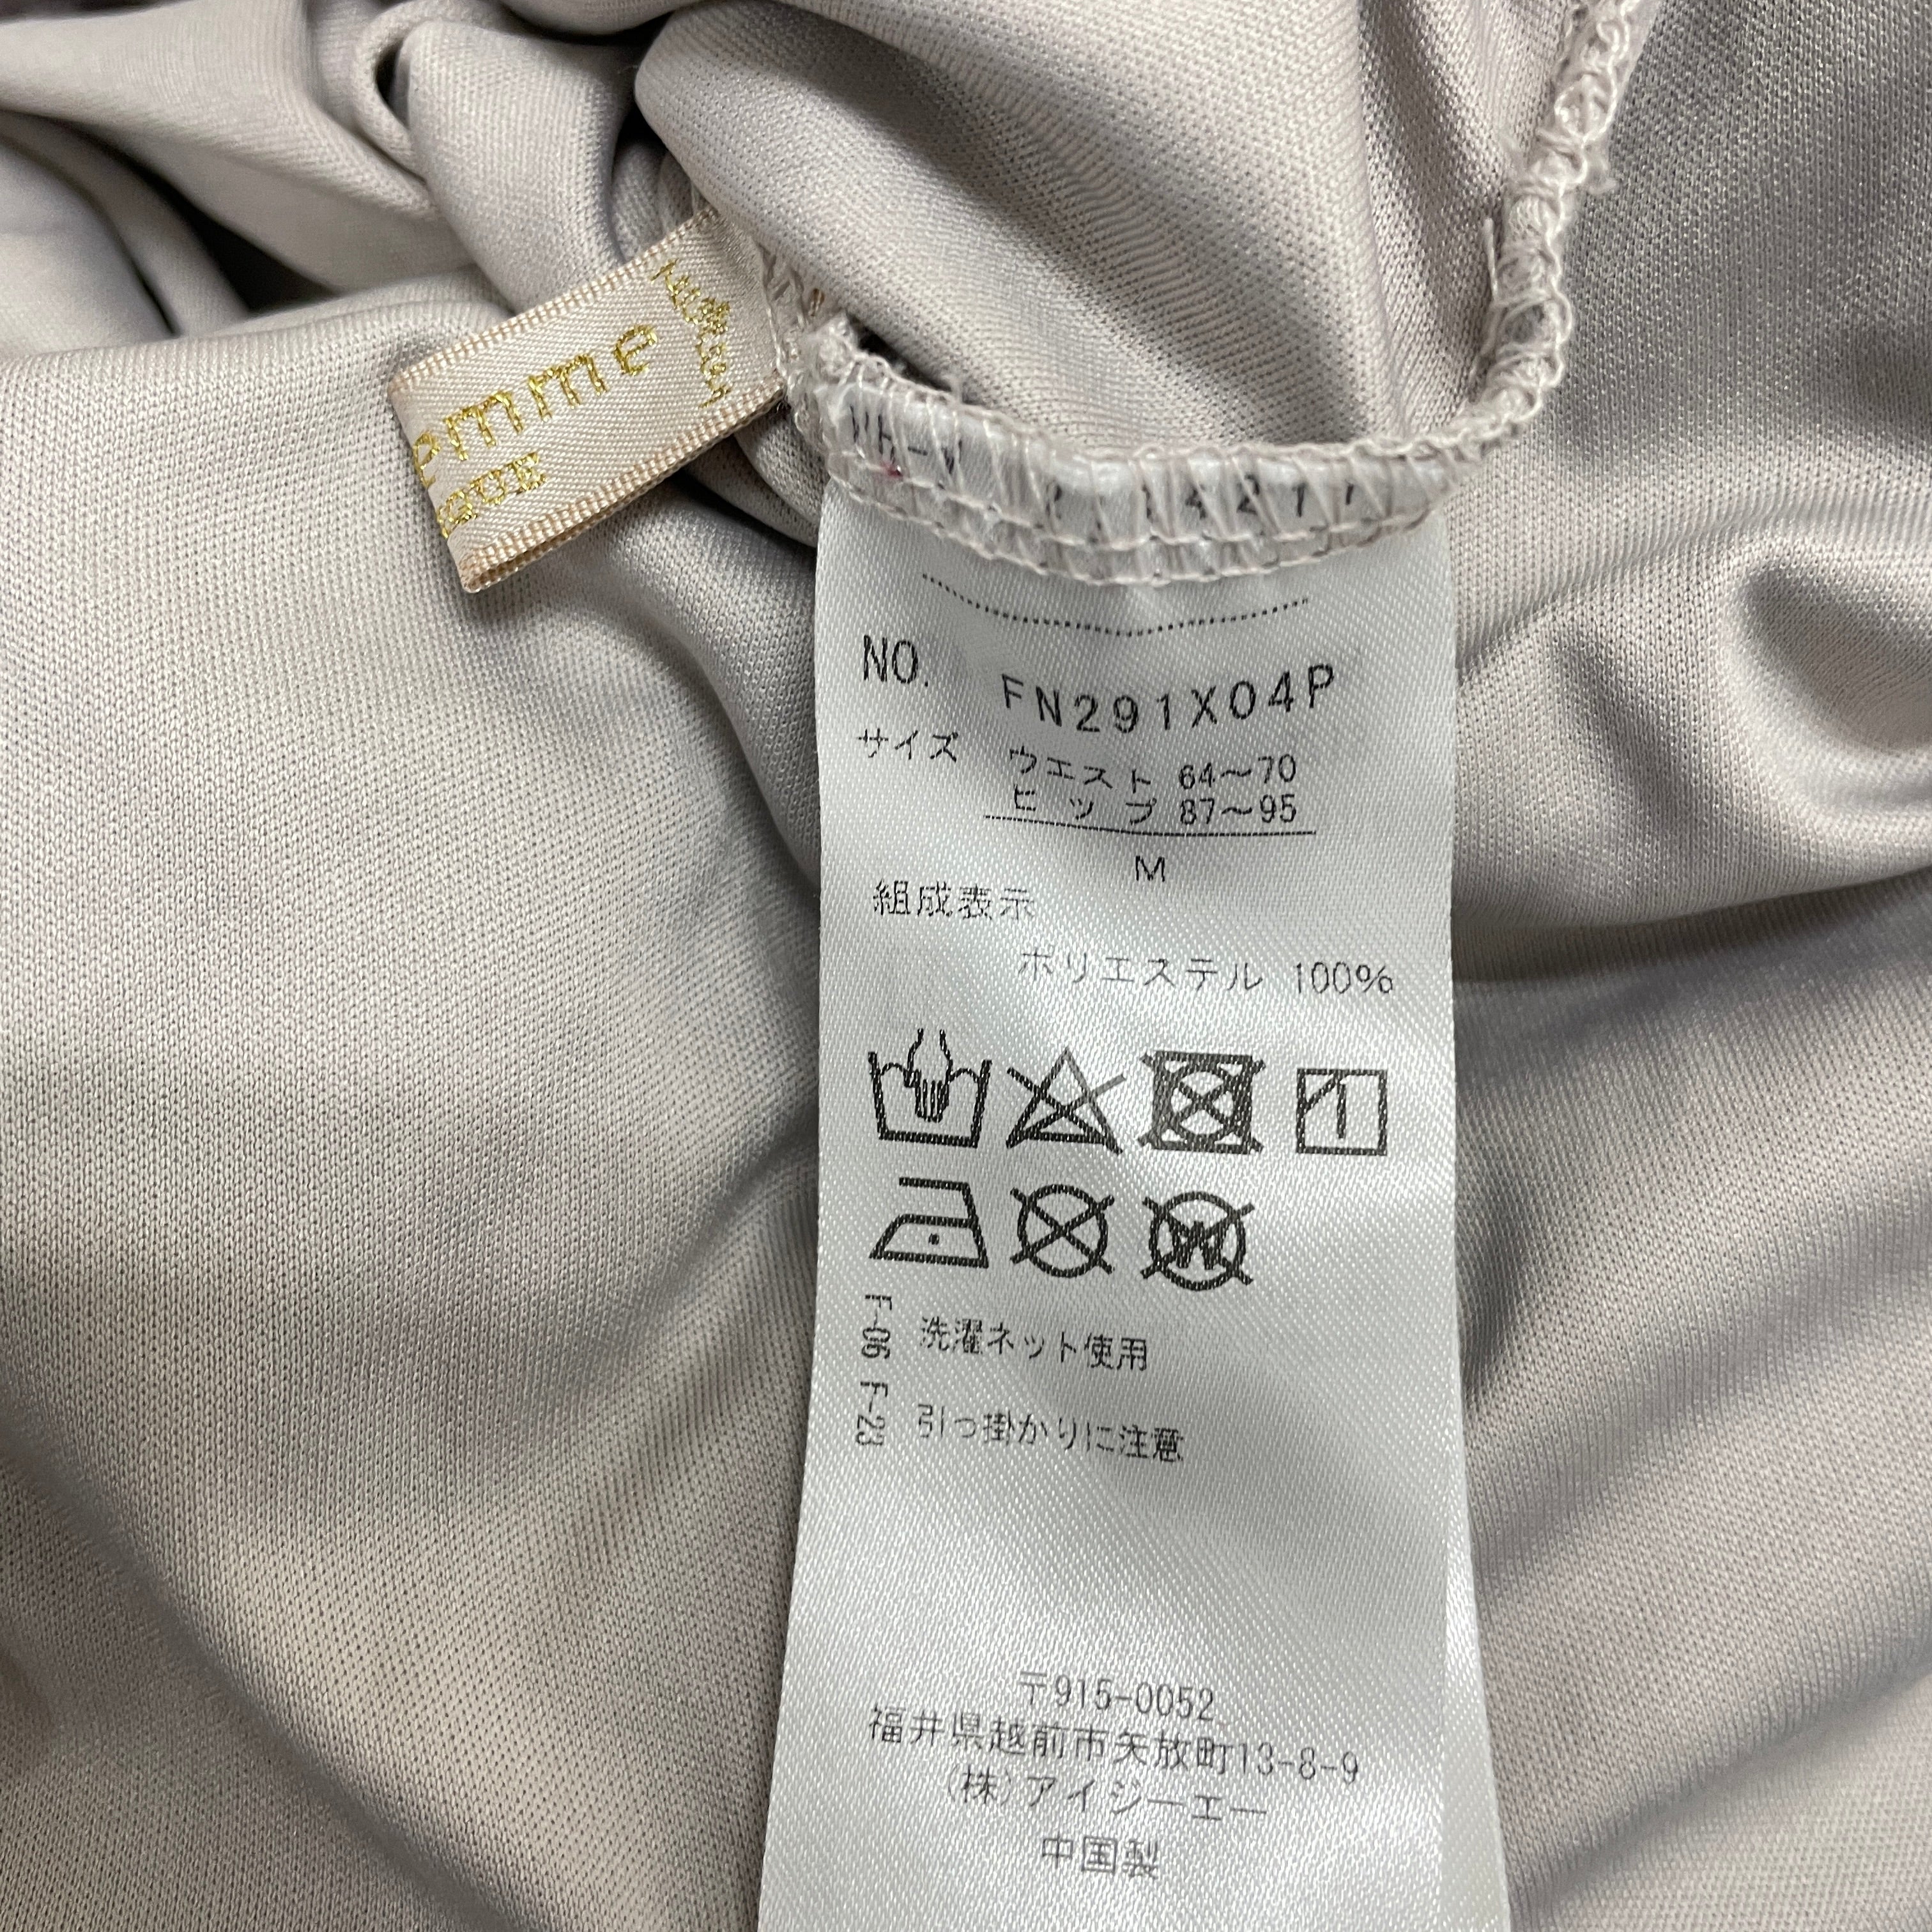 emme
NO. FN291X04P
サイズ ウエスト 64〜70
ヒップ 87〜95
M
組成表示
ポリエステル 100%
F-06 洗濯ネット使用
F-23 引っ掛かりに注意
〒915-0052
福井県越前市矢放町13-8-9
(株)アイジーエー
中国製